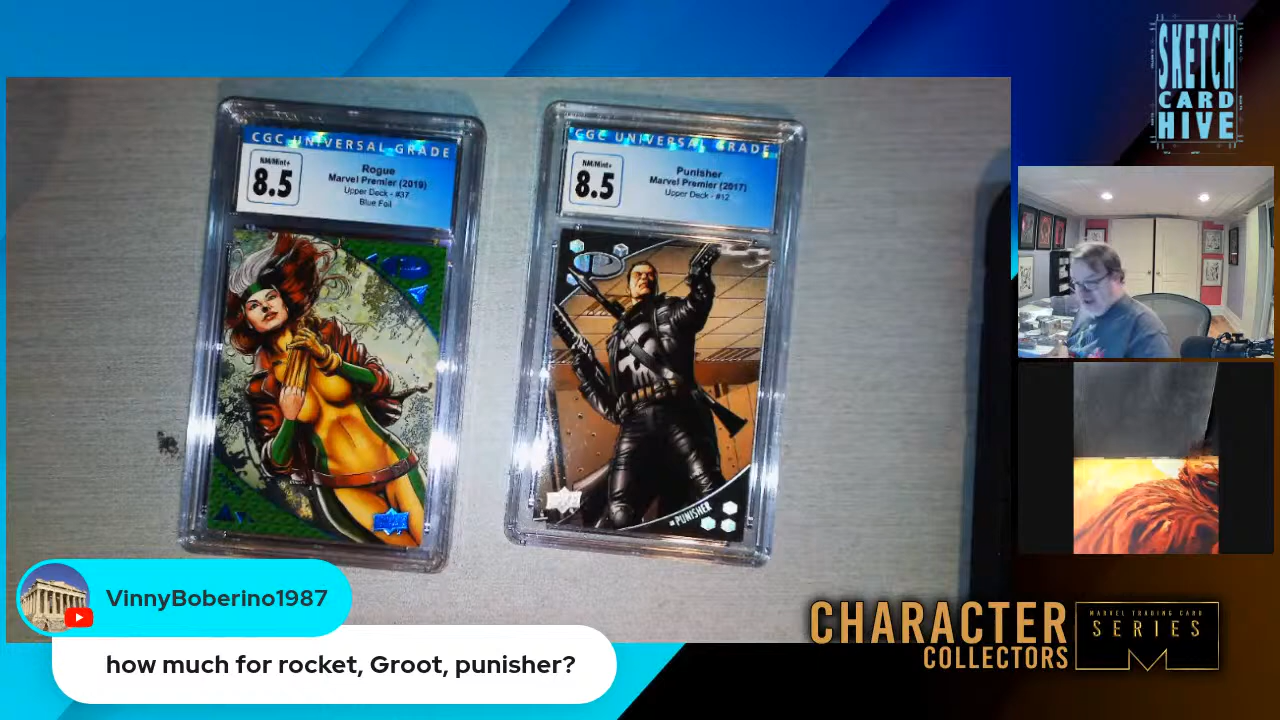 SKETCH
CARD
HIVE
CGC UNIVERSAL GRADE
NM/Mint+
8.5
Rogue
Marvel Premier (2019)
Upper Deck - #37
Blue Foil
CGC UNIVERSAL GRADE
NM/Mint+
8.5
Punisher
Marvel Premier (2017)
Upper Deck - #12
PUNISHER
VinnyBoberino1987
how much for rocket, Groot, punisher?
CHARACTER
COLLECTORS
MARVEL TRADING CARD
SERIES